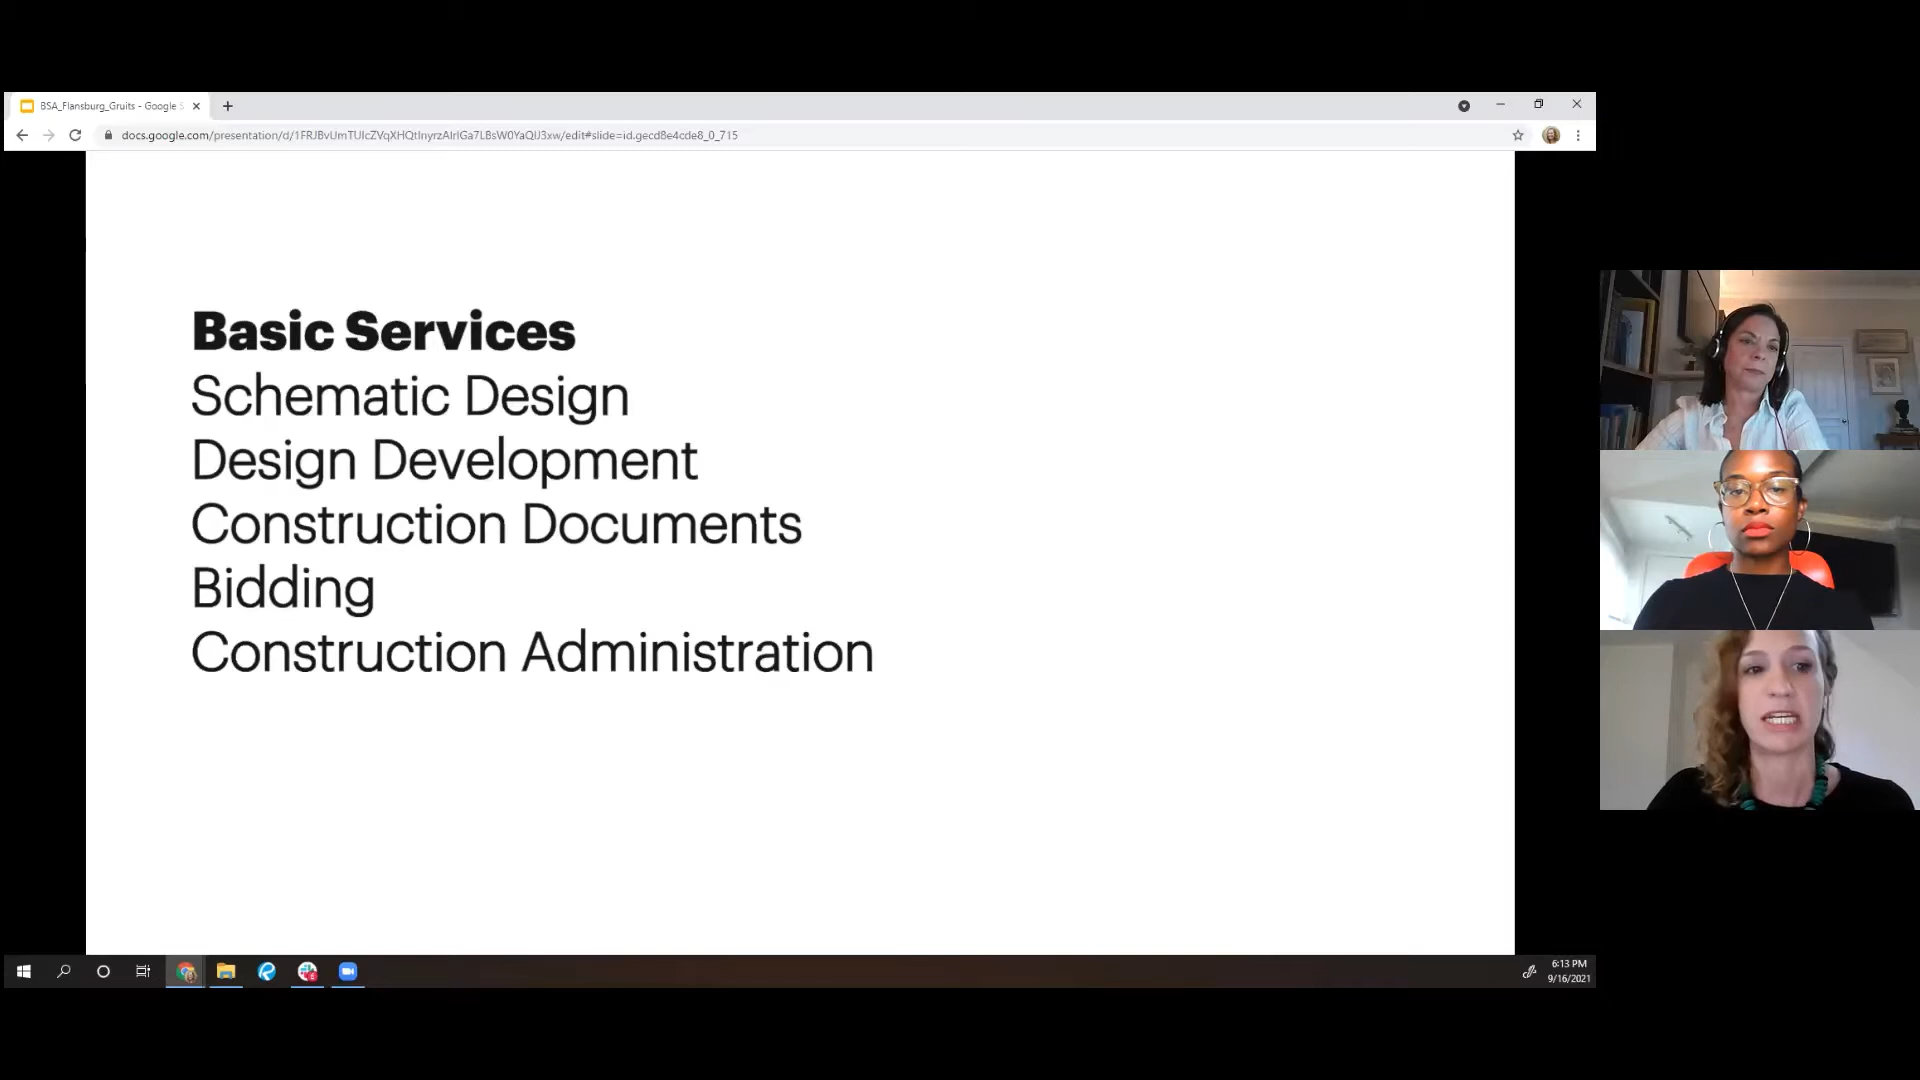 BSA_Flansburg_Gruits - Google S
docs.google.com/presentation/d/1FRJBvUmTUIcZVqXHQtInyrzAIrlGa7LBsW0YaQIJ3xw/edit#slide=id.gecd8e4cde8_0_715
Basic Services
Schematic Design
Design Development
Construction Documents
Bidding
Construction Administration
6:13 PM
9/16/2021